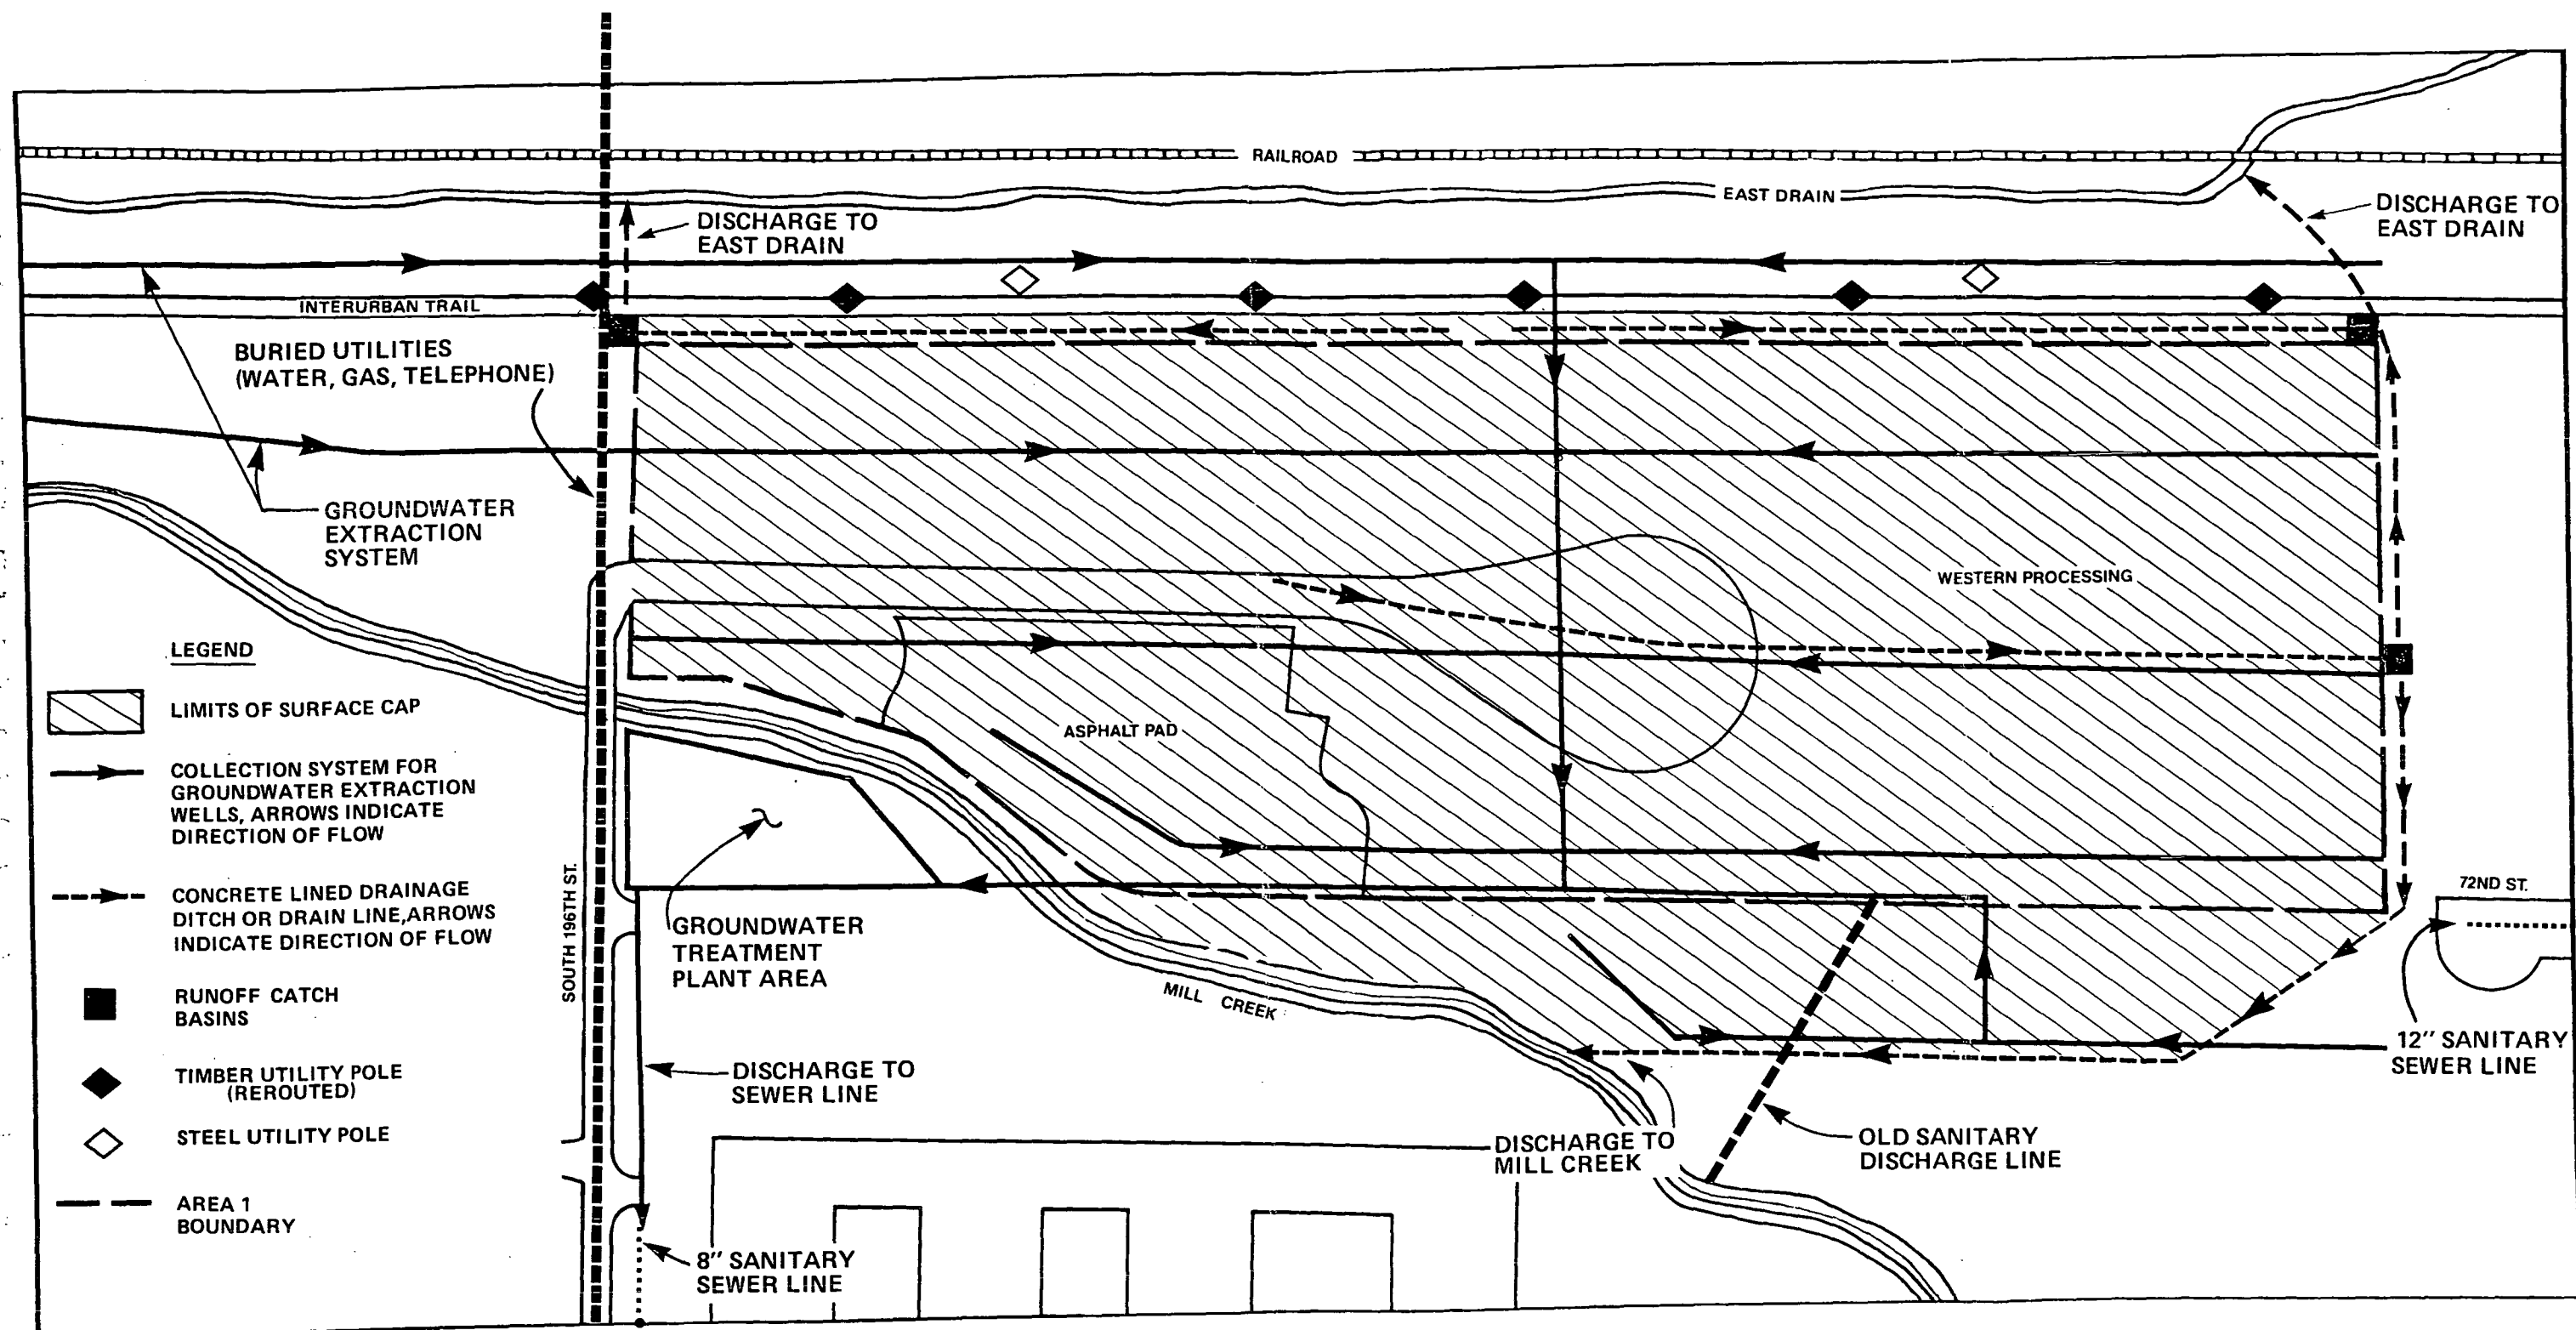 RAILROAD
EAST DRAIN
DISCHARGE TO
EAST DRAIN
DISCHARGE TO
EAST DRAIN
INTERURBAN TRAIL
BURIED UTILITIES
(WATER, GAS, TELEPHONE)
GROUNDWATER
EXTRACTION
SYSTEM
WESTERN PROCESSING
ASPHALT PAD
LEGEND
LIMITS OF SURFACE CAP
COLLECTION SYSTEM FOR
GROUNDWATER EXTRACTION
WELLS, ARROWS INDICATE
DIRECTION OF FLOW
CONCRETE LINED DRAINAGE
DITCH OR DRAIN LINE, ARROWS
INDICATE DIRECTION OF FLOW
RUNOFF CATCH
BASINS
TIMBER UTILITY POLE
(REROUTED)
STEEL UTILITY POLE
AREA 1
BOUNDARY
SOUTH 196TH ST.
GROUNDWATER
TREATMENT
PLANT AREA
MILL CREEK
72ND ST.
12" SANITARY
SEWER LINE
DISCHARGE TO
SEWER LINE
DISCHARGE TO
MILL CREEK
OLD SANITARY
DISCHARGE LINE
8" SANITARY
SEWER LINE